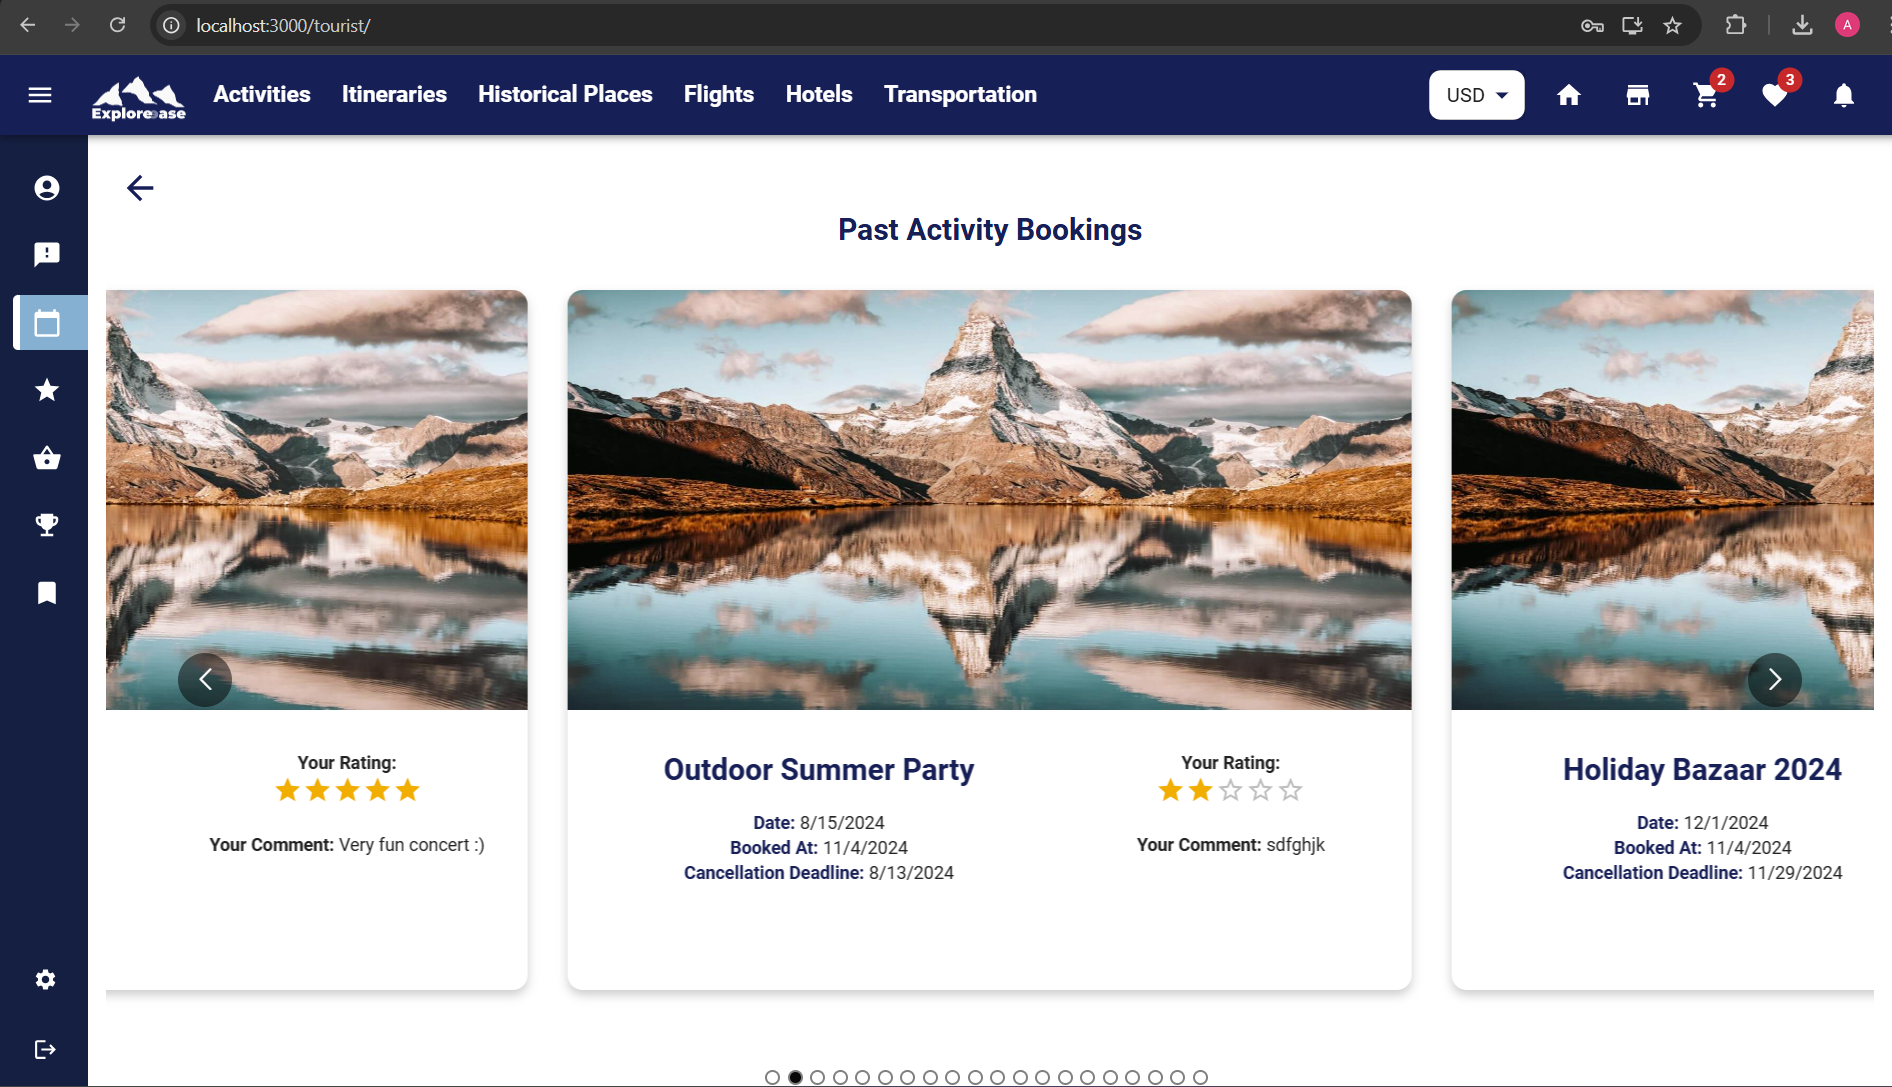 localhost:3000/tourist/
A
Exploreease
Activities
Itineraries
Historical Places
Flights
Hotels
Transportation
USD
2
3
Past Activity Bookings
Your Rating:
Your Comment: Very fun concert :)
Outdoor Summer Party
Date: 8/15/2024
Booked At: 11/4/2024
Cancellation Deadline: 8/13/2024
Your Rating:
Your Comment: sdfghjk
Holiday Bazaar 2024
Date: 12/1/2024
Booked At: 11/4/2024
Cancellation Deadline: 11/29/2024